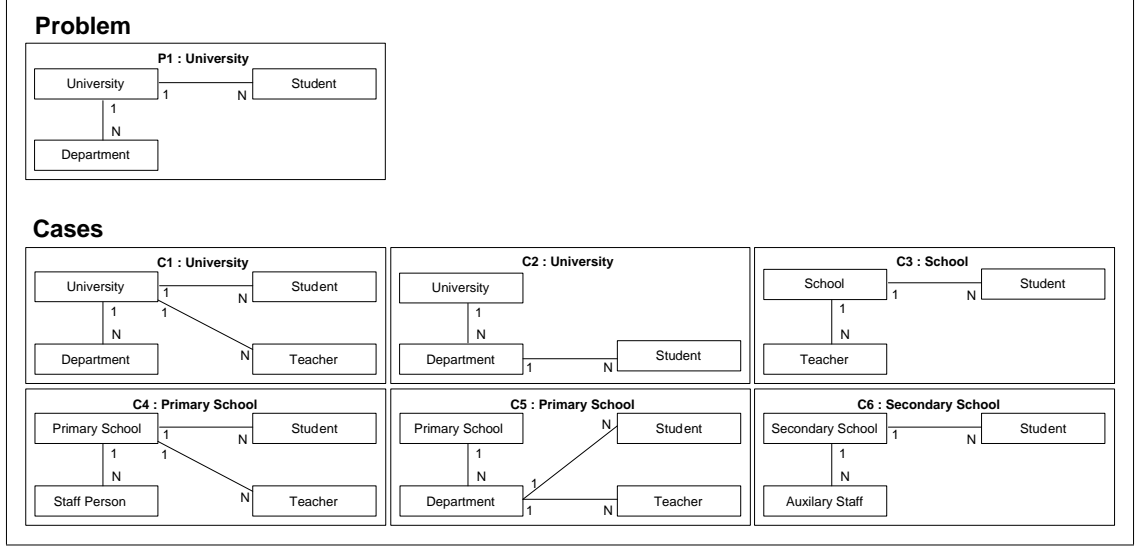 Problem
P1 : University
University
Student
1
N
1
N
Department
Cases
C1 : University
University
Student
1
N
1
1
N
N
Department
Teacher
C2 : University
University
1
N
Department
Student
1
N
C3 : School
School
Student
1
N
1
N
Teacher
C4 : Primary School
Primary School
Student
1
N
1
1
N
N
Staff Person
Teacher
C5 : Primary School
Primary School
Student
N
1
N
1
Department
Teacher
1
N
C6 : Secondary School
Secondary School
Student
1
N
1
N
Auxilary Staff